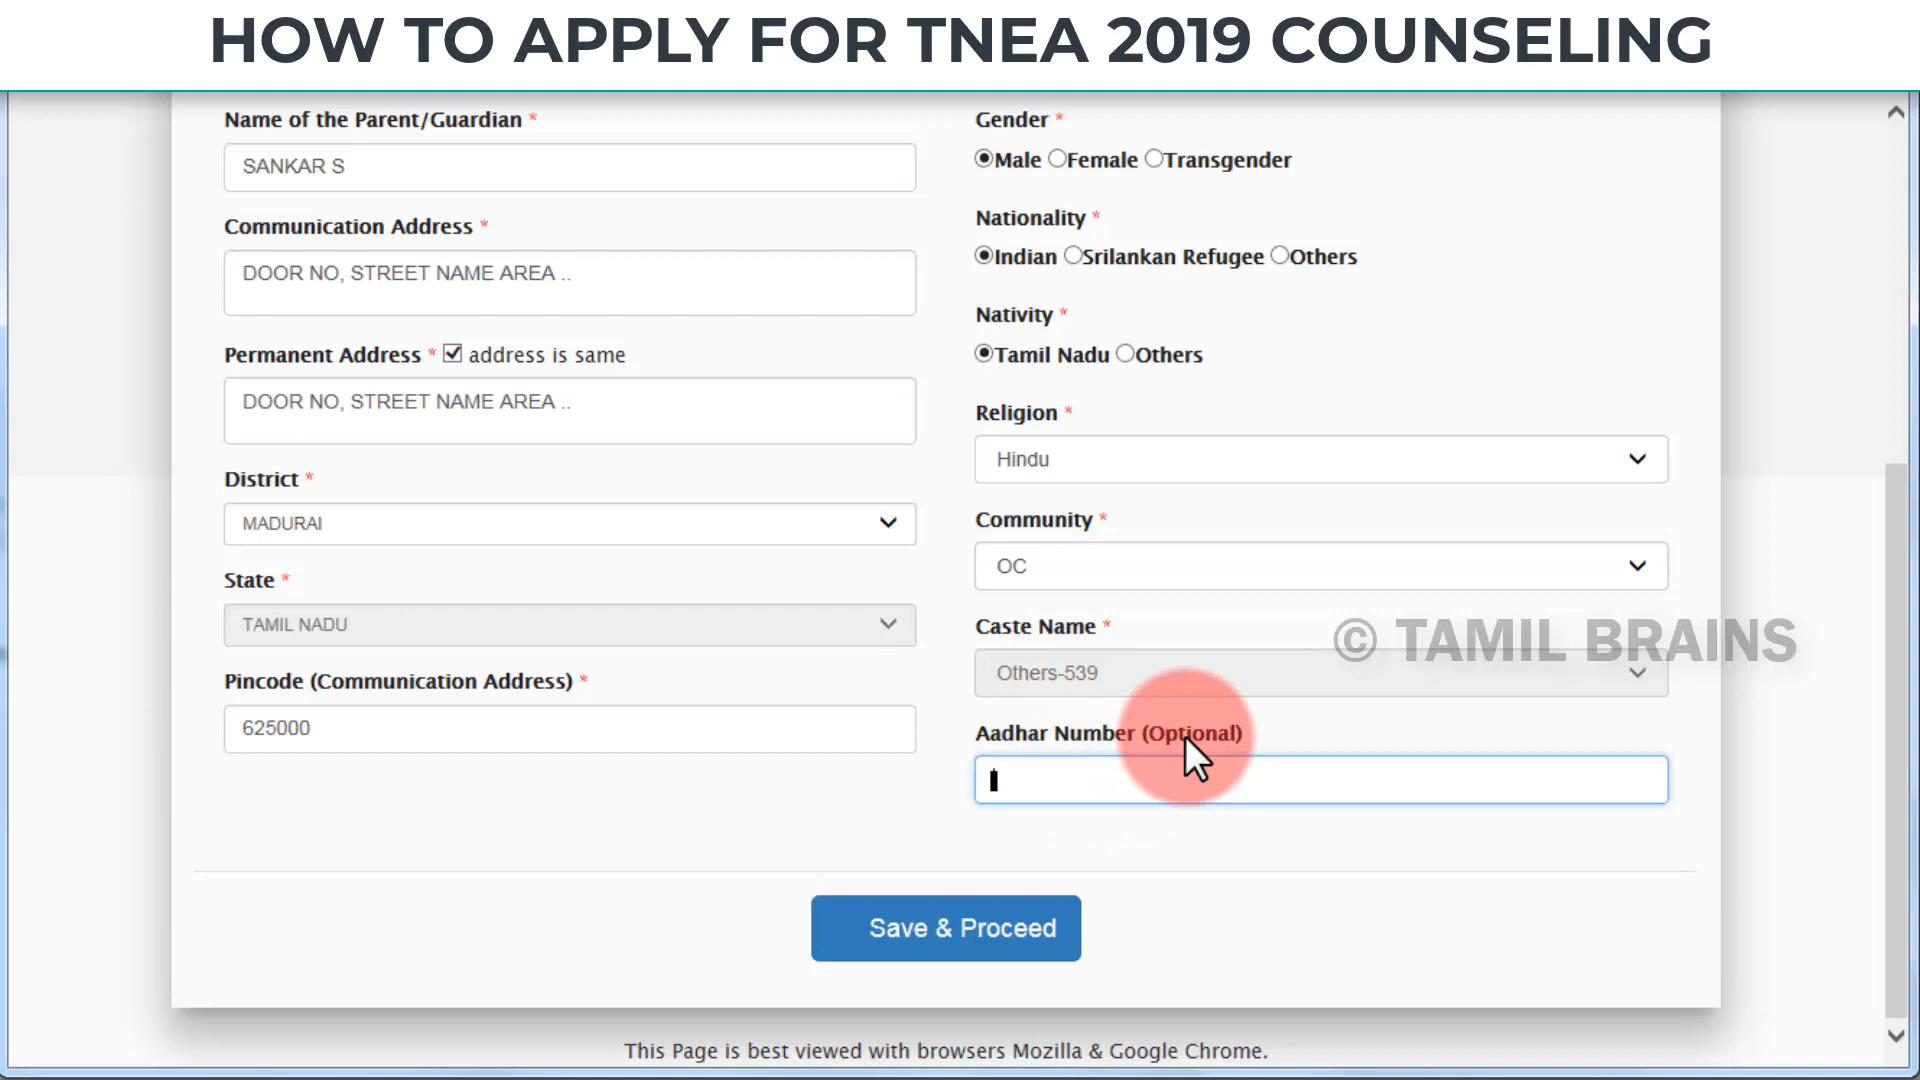 HOW TO APPLY FOR TNEA 2019 COUNSELING
Name of the Parent/Guardian *
SANKAR S
Communication Address *
DOOR NO, STREET NAME AREA ..
Permanent Address * address is same
DOOR NO, STREET NAME AREA ..
District *
MADURAI
State *
TAMIL NADU
Pincode (Communication Address) *
625000
Gender *
Male Female Transgender
Nationality *
Indian Srilankan Refugee Others
Nativity *
Tamil Nadu Others
Religion *
Hindu
Community *
OC
Caste Name *
Others-539
© TAMIL BRAINS
Aadhar Number (Optional)
Save & Proceed
This Page is best viewed with browsers Mozilla & Google Chrome.